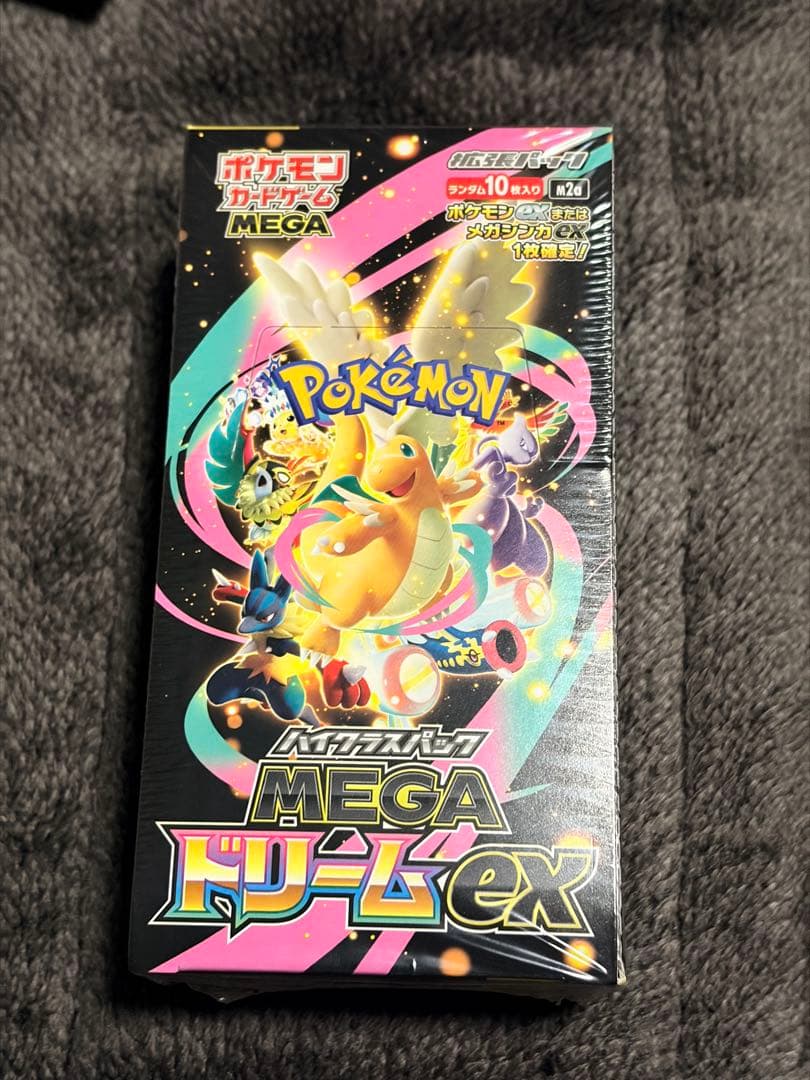 ポケモン
カードゲーム
MEGA
拡張パック
ランダム10枚入り
M2a
ポケモンexまたは
メガシンカex
1枚確定!
POKéMON
TM
ハイクラスパック
MEGA
ドリームex